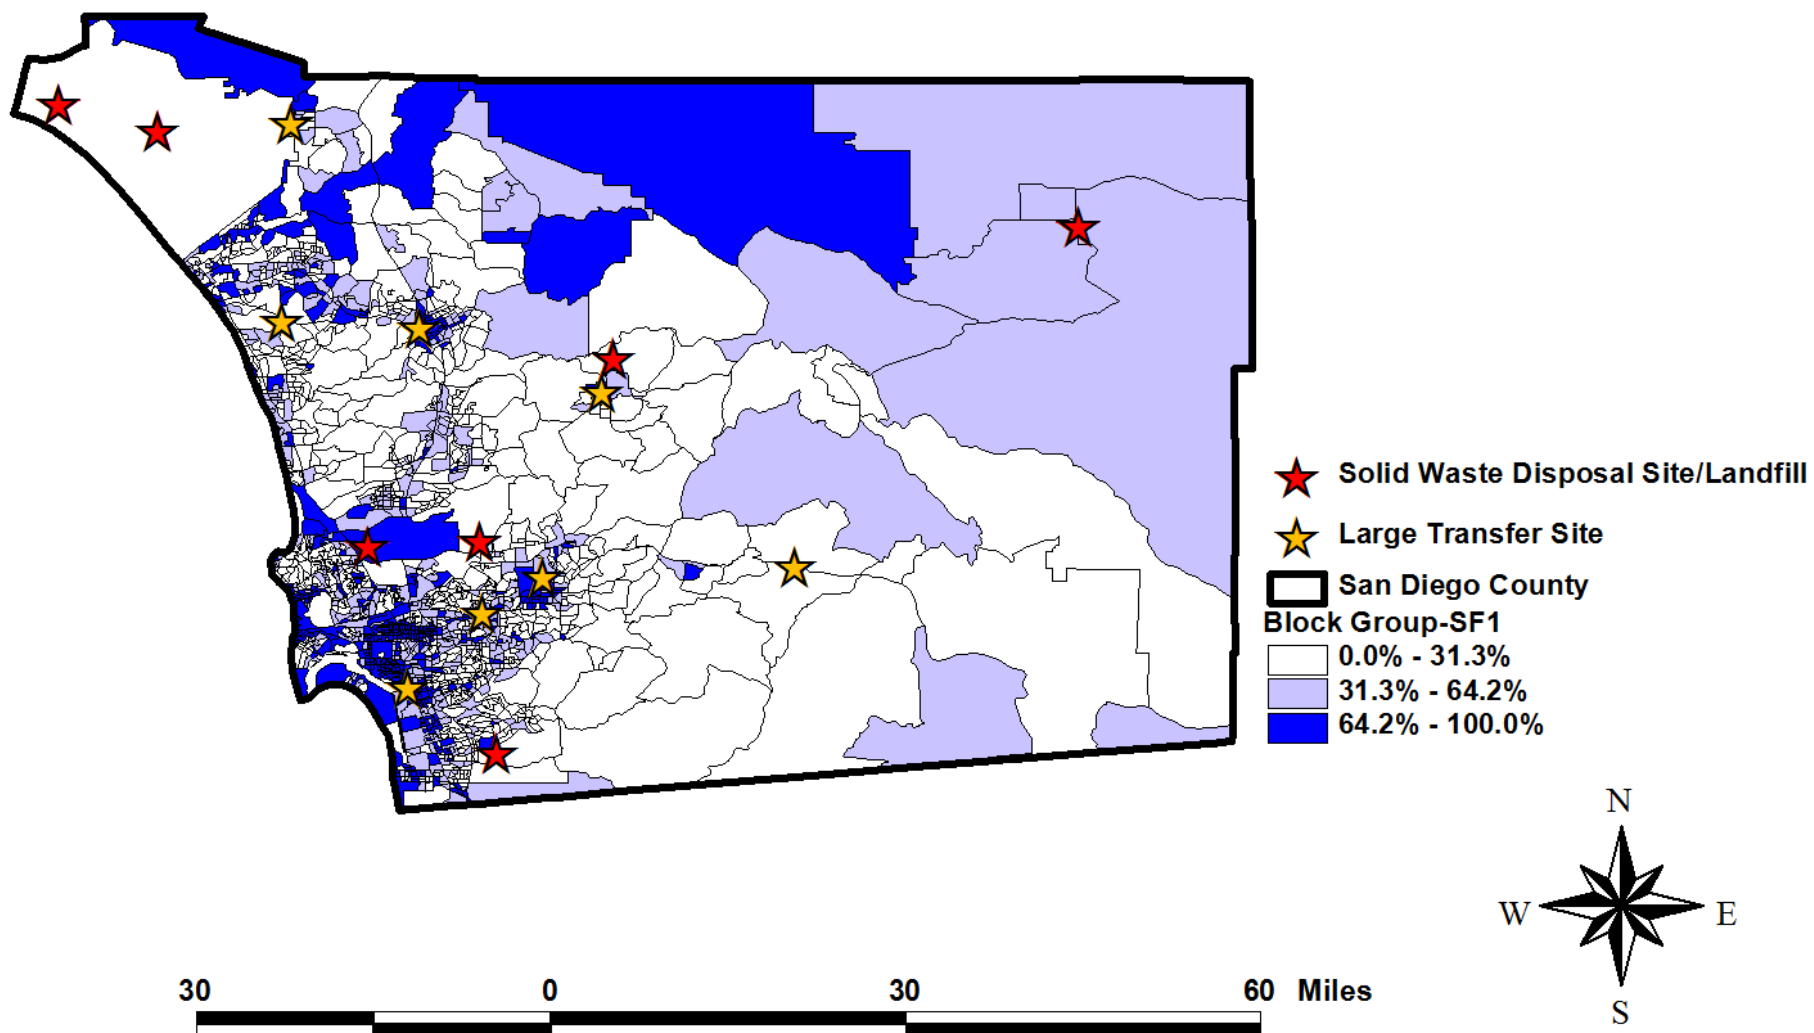 Solid Waste Disposal Site/Landfill
Large Transfer Site
San Diego County
Block Group-SF1
0.0% - 31.3%
31.3% - 64.2%
64.2% - 100.0%
N
W E
S
30 0 30 60 Miles